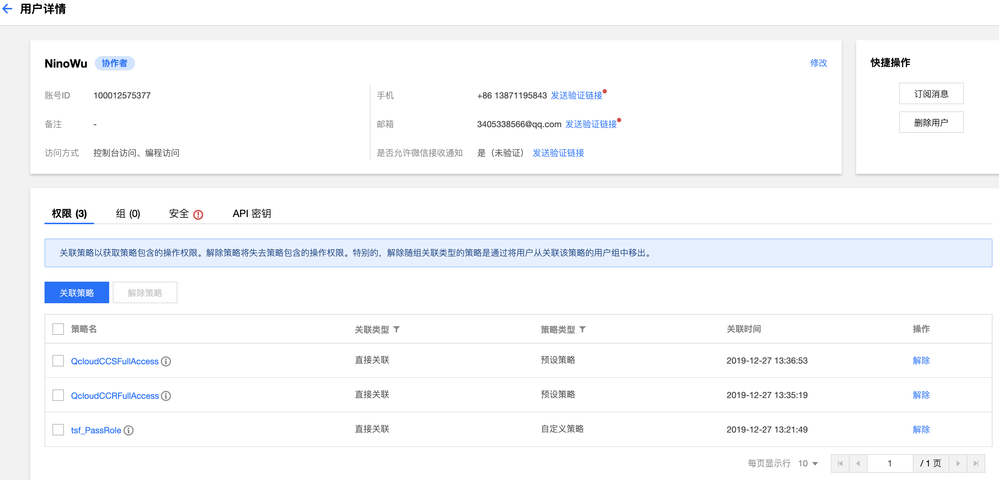 用户详情
NinoWu 协作者 修改
账号ID 100012575377
备注 -
访问方式 控制台访问、编程访问
手机 +86 13871195843 发送验证链接
邮箱 3405338566@qq.com 发送验证链接
是否允许微信接收通知 是（未验证） 发送验证链接
快捷操作
订阅消息
删除用户
权限 (3) 组 (0) 安全 API 密钥
关联策略以获取策略包含的操作权限。解除策略将失去策略包含的操作权限。特别的，解除随组关联类型的策略是通过将用户从关联该策略的用户组中移出。
关联策略 解除策略
策略名 关联类型 策略类型 关联时间 操作
QcloudCCSFullAccess 直接关联 预设策略 2019-12-27 13:36:53 解除
QcloudCCRFullAccess 直接关联 预设策略 2019-12-27 13:35:19 解除
tsf_PassRole 直接关联 自定义策略 2019-12-27 13:21:49 解除
每页显示行 10 1 / 1 页